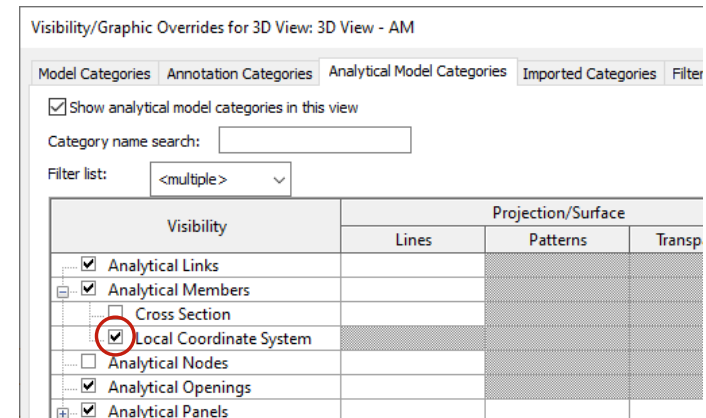 Visibility/Graphic Overrides for 3D View: 3D View - AM
Model Categories Annotation Categories Analytical Model Categories Imported Categories Filter
Show analytical model categories in this view
Category name search:
Filter list: <multiple>
Visibility Projection/Surface
Lines Patterns Transpa
Analytical Links
Analytical Members
Cross Section
Local Coordinate System
Analytical Nodes
Analytical Openings
Analytical Panels